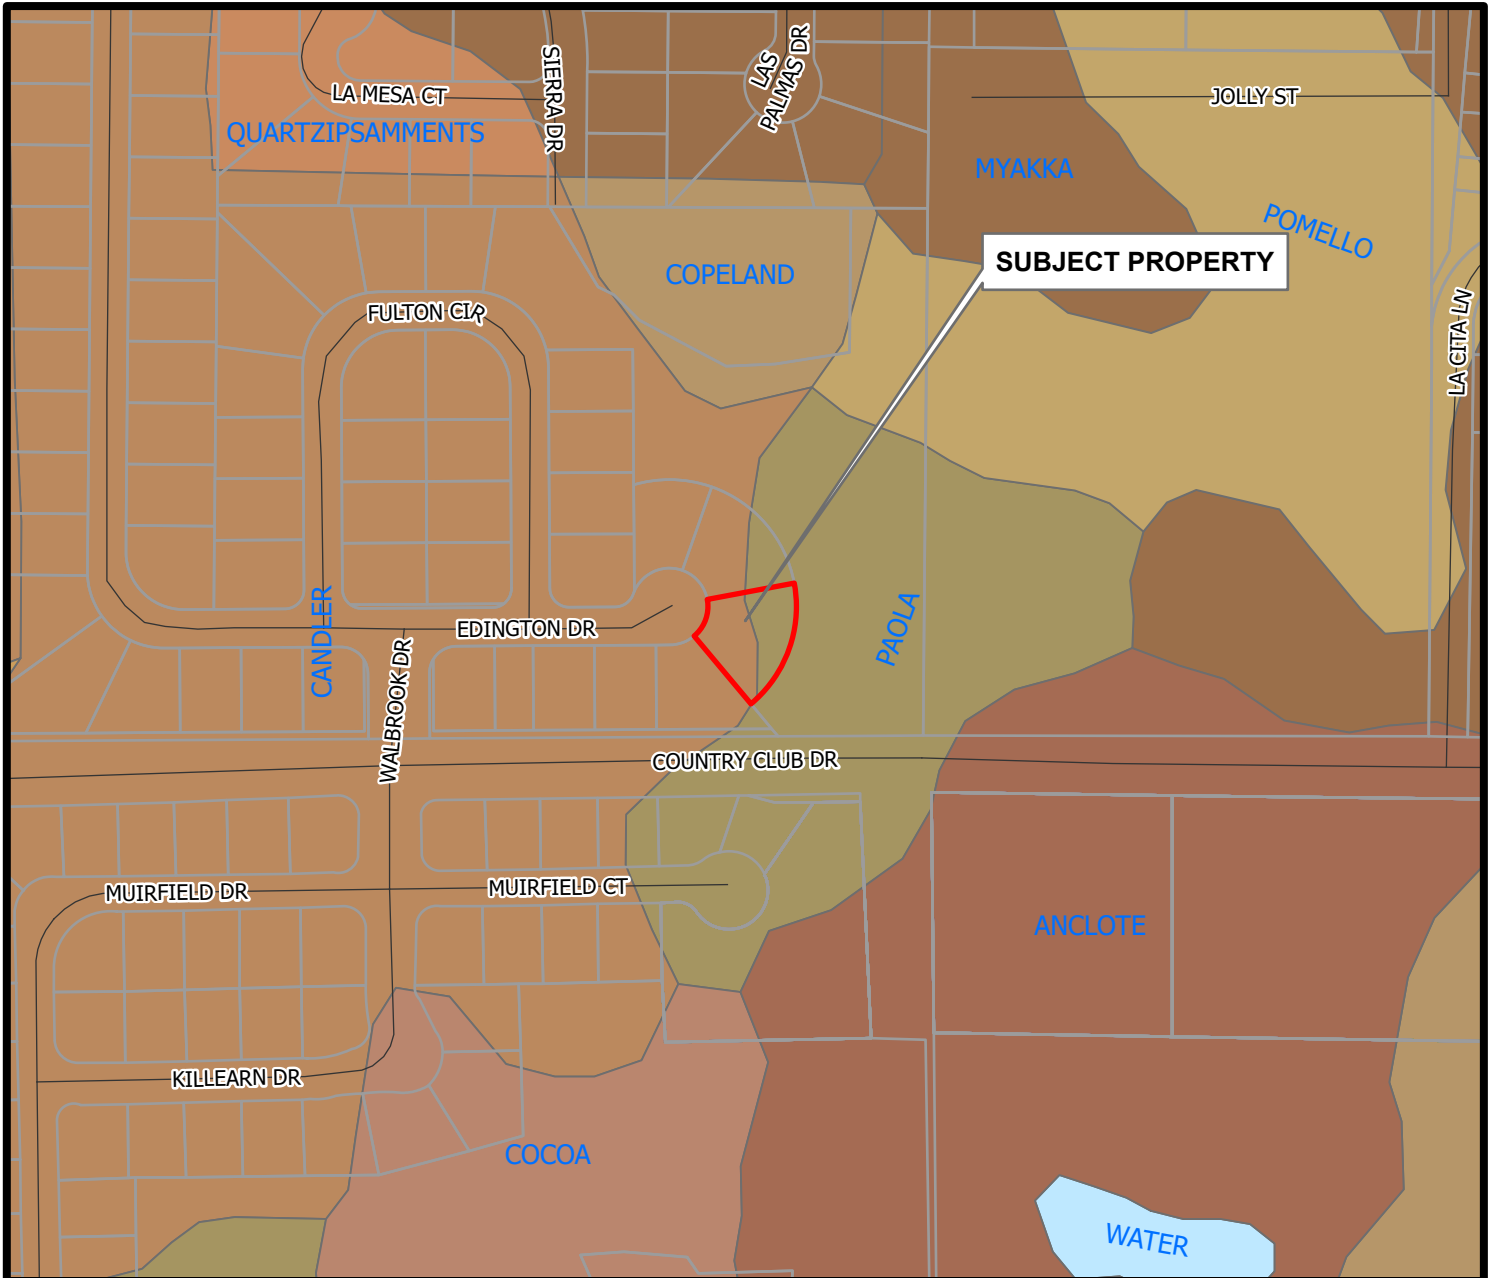 SIERRA DR
LAS
PALMAS DR
LA MESA CT
JOLLY ST
QUARTZIPSAMMENTS
MYAKKA
POMELLO
SUBJECT PROPERTY
COPELAND
FULTON CIR
LA CITA LN
CANDLER
EDINGTON DR
PAOLA
WALBROOK DR
COUNTRY CLUB DR
MUIRFIELD DR
MUIRFIELD CT
ANCLOTE
KILLEARN DR
COCOA
WATER